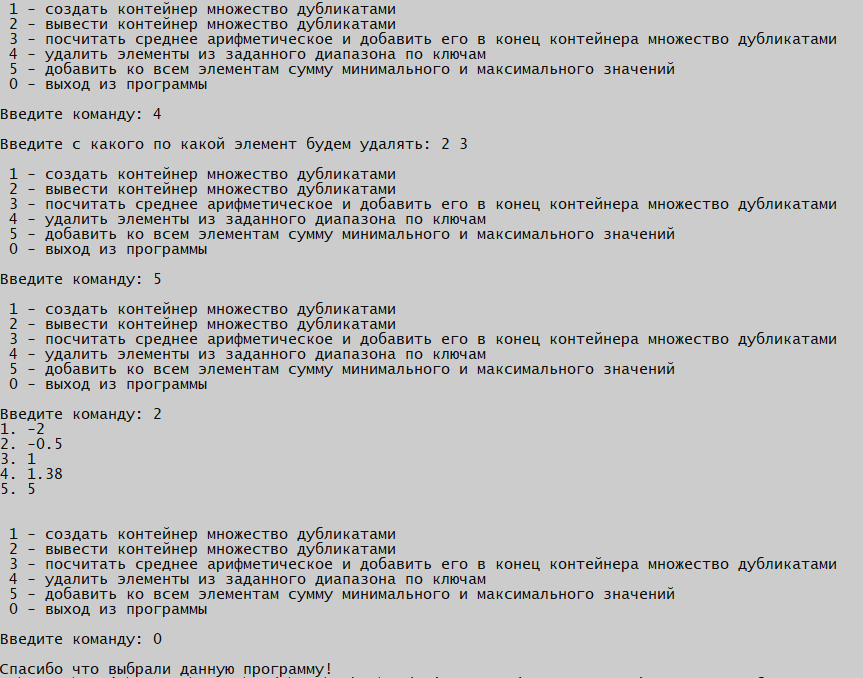 1 - создать контейнер множество дубликатами
2 - вывести контейнер множество дубликатами
3 - посчитать среднее арифметическое и добавить его в конец контейнера множество дубликатами
4 - удалить элементы из заданного диапазона по ключам
5 - добавить ко всем элементам сумму минимального и максимального значений
0 - выход из программы
Введите команду: 4
Введите с какого по какой элемент будем удалять: 2 3
1 - создать контейнер множество дубликатами
2 - вывести контейнер множество дубликатами
3 - посчитать среднее арифметическое и добавить его в конец контейнера множество дубликатами
4 - удалить элементы из заданного диапазона по ключам
5 - добавить ко всем элементам сумму минимального и максимального значений
0 - выход из программы
Введите команду: 5
1 - создать контейнер множество дубликатами
2 - вывести контейнер множество дубликатами
3 - посчитать среднее арифметическое и добавить его в конец контейнера множество дубликатами
4 - удалить элементы из заданного диапазона по ключам
5 - добавить ко всем элементам сумму минимального и максимального значений
0 - выход из программы
Введите команду: 2
1. -2
2. -0.5
3. 1
4. 1.38
5. 5
1 - создать контейнер множество дубликатами
2 - вывести контейнер множество дубликатами
3 - посчитать среднее арифметическое и добавить его в конец контейнера множество дубликатами
4 - удалить элементы из заданного диапазона по ключам
5 - добавить ко всем элементам сумму минимального и максимального значений
0 - выход из программы
Введите команду: 0
Спасибо что выбрали данную программу!